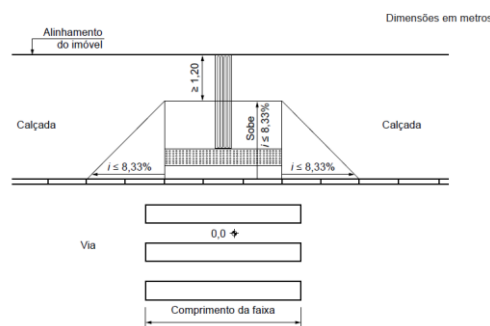 Dimensões em metros
Alinhamento
do imóvel
≥ 1,20
Calçada
Sobe
i ≤ 8,33%
Calçada
i ≤ 8,33%
i ≤ 8,33%
0,0
Via
Comprimento da faixa